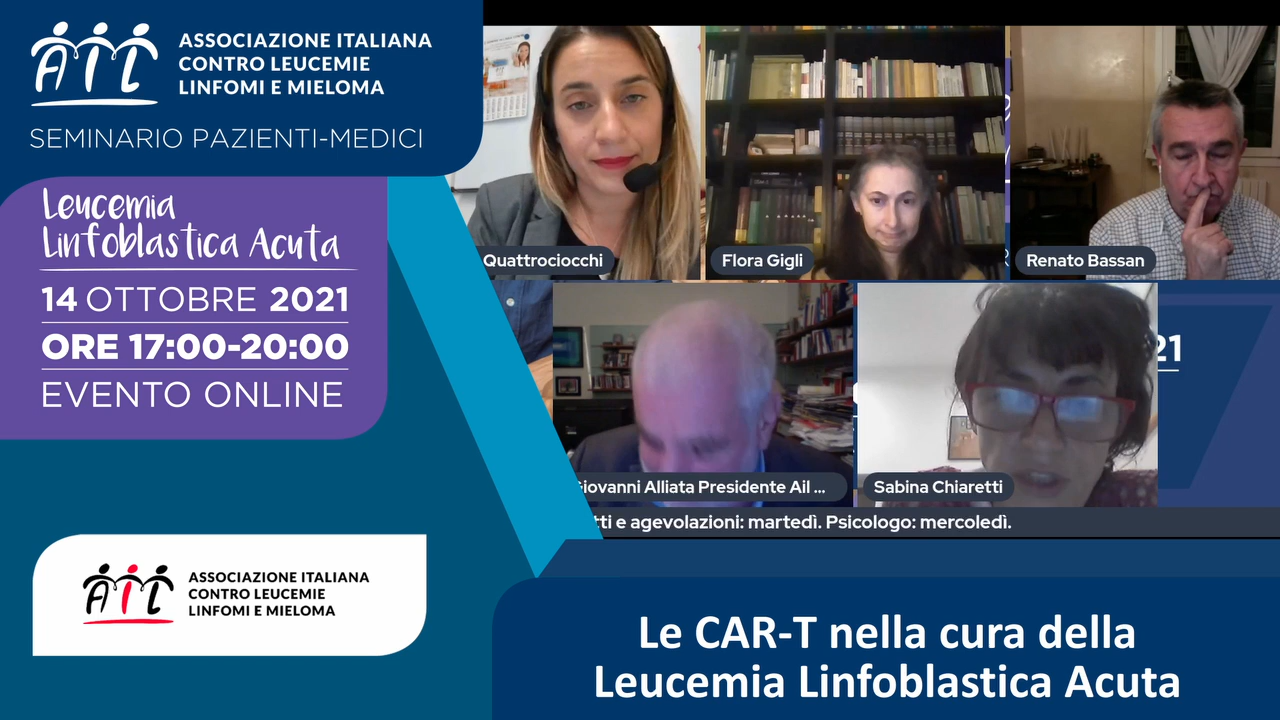 AIL
ASSOCIAZIONE ITALIANA
CONTRO LEUCEMIE
LINFOMI E MIELOMA
SEMINARIO PAZIENTI-MEDICI
Leucemia
Linfoblastica Acuta
14 OTTOBRE 2021
ORE 17:00-20:00
EVENTO ONLINE
AIL
ASSOCIAZIONE ITALIANA
CONTRO LEUCEMIE
LINFOMI E MIELOMA
Quattrociocchi
Flora Gigli
Renato Bassan
Giovanni Alliata Presidente Ail ...
Sabina Chiaretti
21
tti e agevolazioni: martedì. Psicologo: mercoledì.
Le CAR-T nella cura della
Leucemia Linfoblastica Acuta